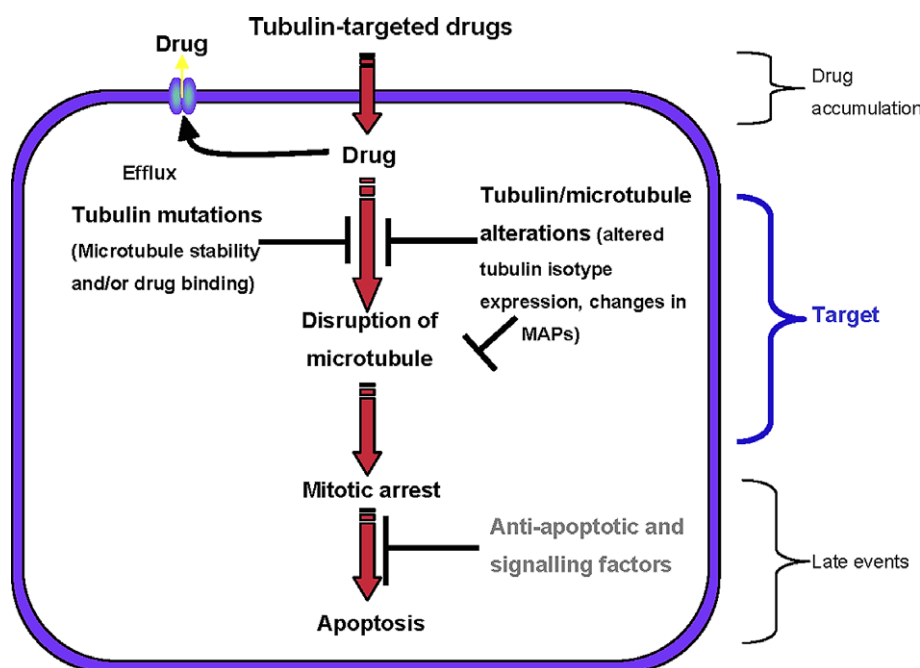 Tubulin-targeted drugs
Drug
Drug
accumulation
Drug
Efflux
Tubulin mutations
(Microtubule stability
and/or drug binding)
Tubulin/microtubule
alterations (altered
tubulin isotype
expression, changes in
MAPs)
Target
Disruption of
microtubule
Mitotic arrest
Anti-apoptotic and
signalling factors
Late events
Apoptosis